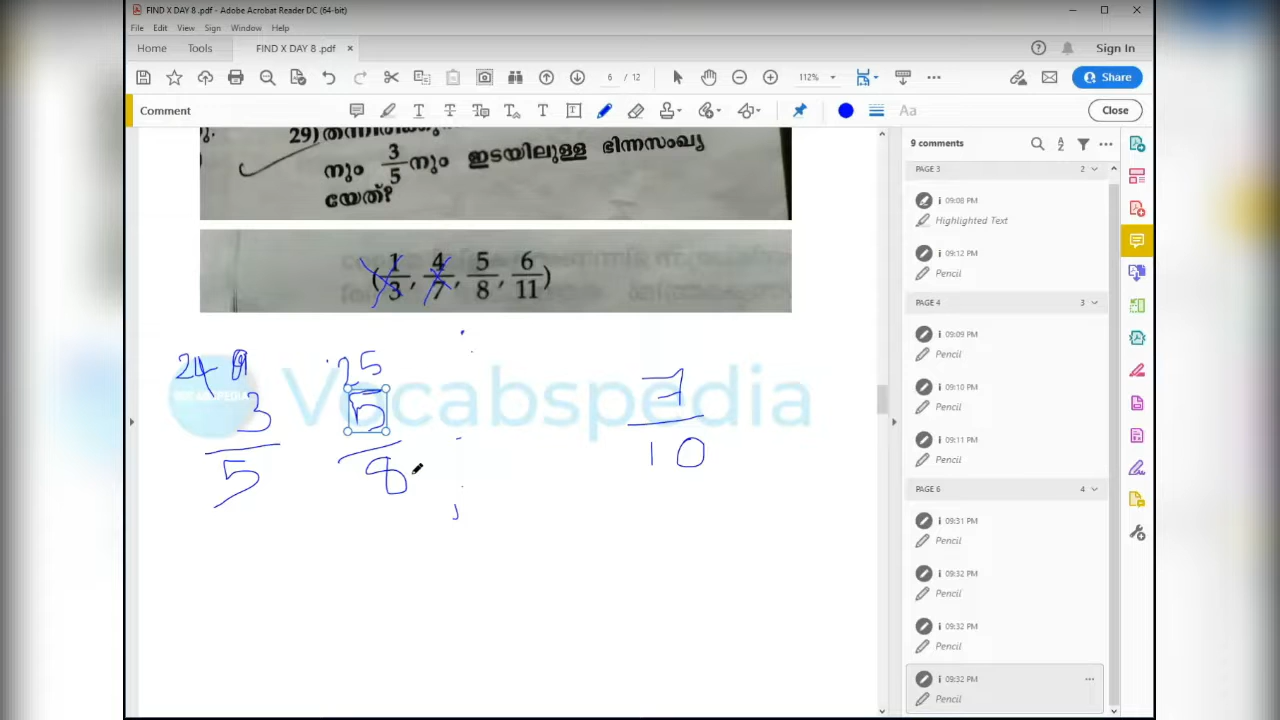 FIND X DAY 8 .pdf - Adobe Acrobat Reader DC (64-bit)
File Edit View Sign Window Help
Home Tools FIND X DAY 8 .pdf × Sign In
6 / 12 112% Share
Comment Close
9 comments
PAGE 3 2
i 09:08 PM
Highlighted Text
i 09:12 PM
Pencil
PAGE 4 3
i 09:09 PM
Pencil
i 09:10 PM
Pencil
i 09:11 PM
Pencil
PAGE 6 4
i 09:31 PM
Pencil
i 09:32 PM
Pencil
i 09:32 PM
Pencil
i 09:32 PM
Pencil
29)
നും 3/5 നും ഇടയിലുള്ള ഭിന്നസംഖ്യ
യേത്?
(1/3, 4/7, 5/8, 6/11)
24 25
3/5 5/8 7/10
Vocabspedia